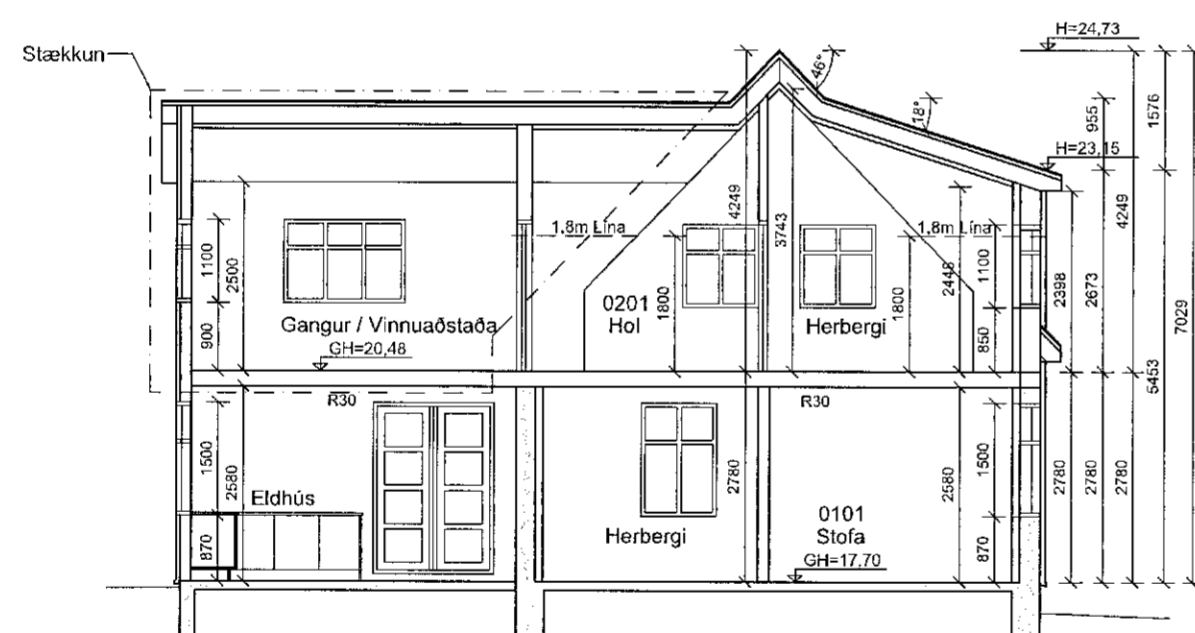 H=24,73
Stækkun
46°
18°
955
1576
H=23,15
4249
3743
4249
1,8m Lína
1,8m Lína
1100
2500
1800
2448
1100
1800
2398
2673
7029
0201
Hol
Gangur / Vinnuaðstaða
Herbergi
900
GH=20,48
850
5453
R30
R30
1500
2580
2780
2580
1500
2780
2780
2780
Eldhús
0101
Stofa
Herbergi
870
GH=17,70
870